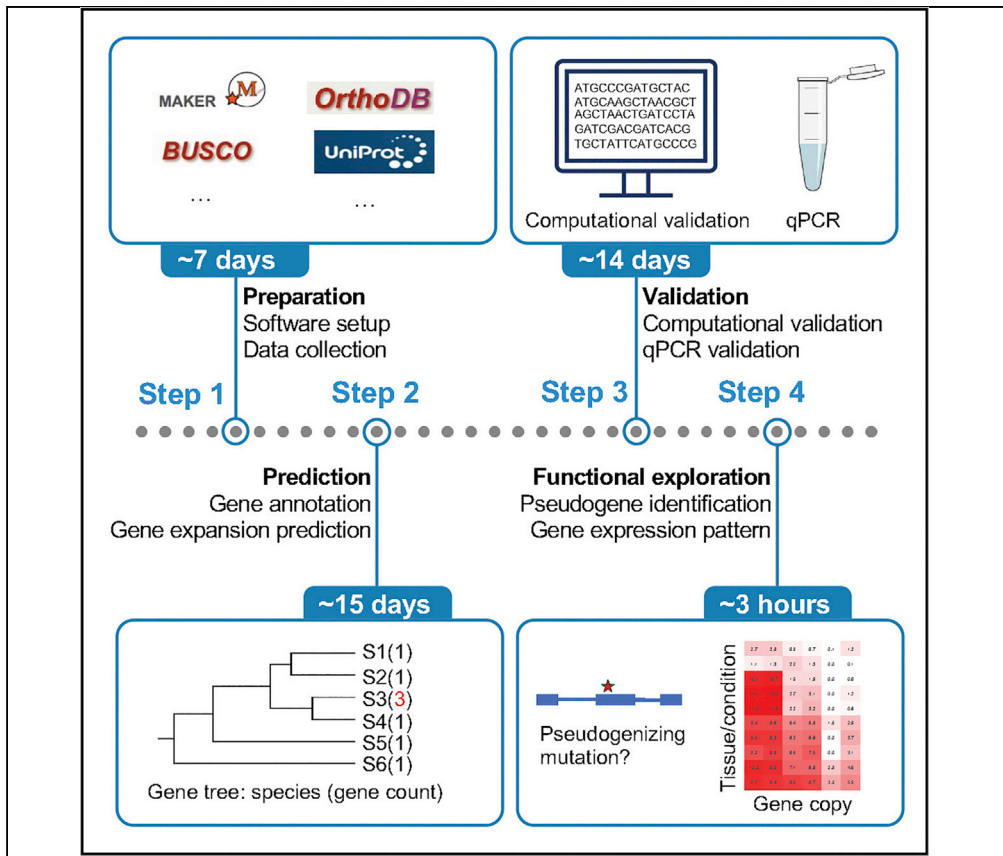 MAKER
M
OrthoDB
BUSCO
UniProt
...
...
~7 days
Preparation
Software setup
Data collection
ATGCCCGATGCTAC
ATGCAAGCTAACGCT
AGCTAACTGATCCTA
GATCGACGATCACG
TGCTATTCATGCCCG
Computational validation
qPCR
~14 days
Validation
Computational validation
qPCR validation
Step 1
Step 2
Step 3
Step 4
Prediction
Gene annotation
Gene expansion prediction
~15 days
S1(1)
S2(1)
S3(3)
S4(1)
S5(1)
S6(1)
Gene tree: species (gene count)
Functional exploration
Pseudogene identification
Gene expression pattern
~3 hours
Pseudogenizing
mutation?
Tissue/condition
Gene copy